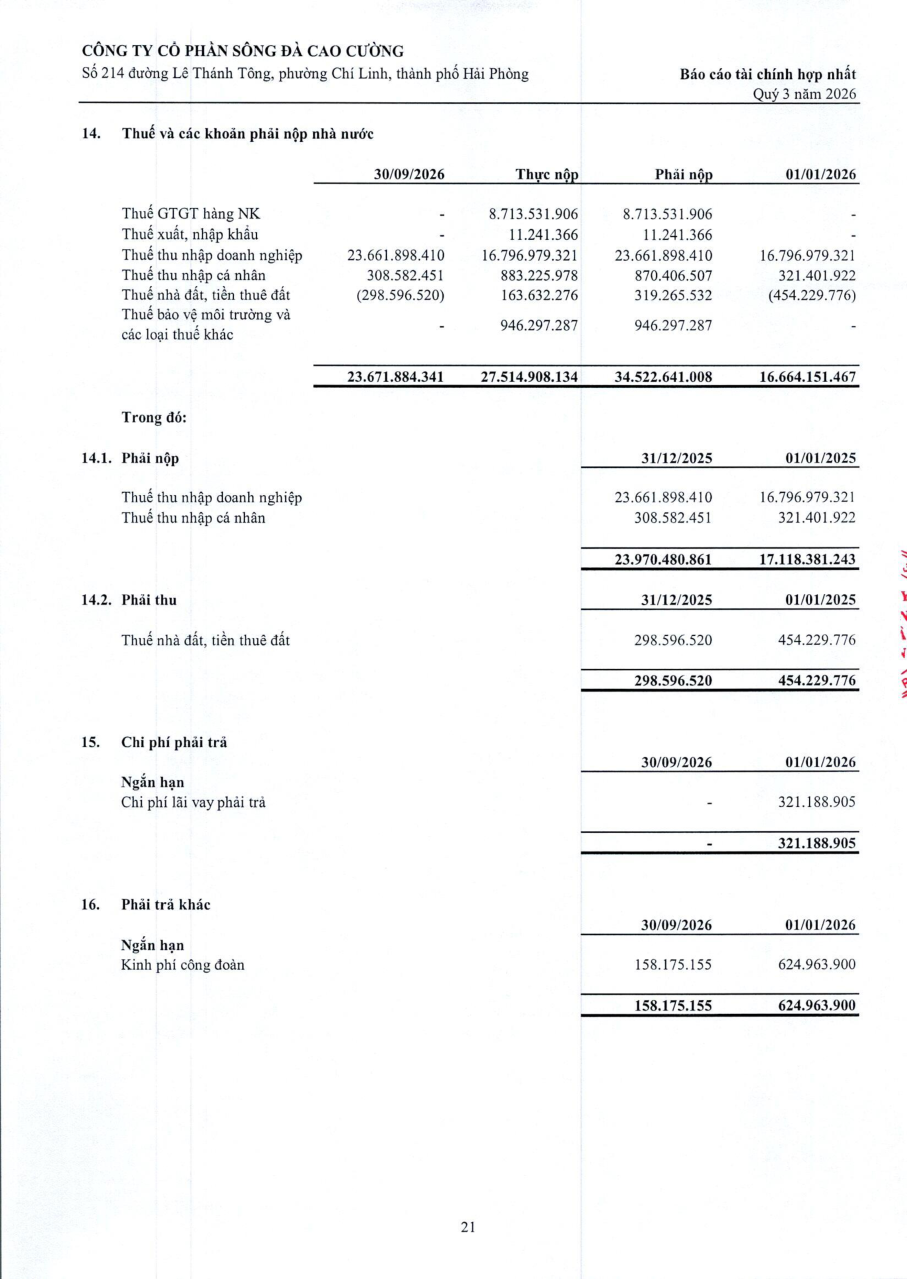 CÔNG TY CỔ PHẦN SÔNG ĐÀ CAO CƯỜNG
Số 214 đường Lê Thánh Tông, phường Chí Linh, thành phố Hải Phòng Báo cáo tài chính hợp nhất
Quý 3 năm 2026
14. Thuế và các khoản phải nộp nhà nước
30/09/2026 Thực nộp Phải nộp 01/01/2026
Thuế GTGT hàng NK - 8.713.531.906 8.713.531.906 -
Thuế xuất, nhập khẩu - 11.241.366 11.241.366 -
Thuế thu nhập doanh nghiệp 23.661.898.410 16.796.979.321 23.661.898.410 16.796.979.321
Thuế thu nhập cá nhân 308.582.451 883.225.978 870.406.507 321.401.922
Thuế nhà đất, tiền thuê đất (298.596.520) 163.632.276 319.265.532 (454.229.776)
Thuế bảo vệ môi trường và
các loại thuế khác - 946.297.287 946.297.287 -
23.671.884.341 27.514.908.134 34.522.641.008 16.664.151.467
Trong đó:
14.1. Phải nộp 31/12/2025 01/01/2025
Thuế thu nhập doanh nghiệp 23.661.898.410 16.796.979.321
Thuế thu nhập cá nhân 308.582.451 321.401.922
23.970.480.861 17.118.381.243
14.2. Phải thu 31/12/2025 01/01/2025
Thuế nhà đất, tiền thuê đất 298.596.520 454.229.776
298.596.520 454.229.776
15. Chi phí phải trả
30/09/2026 01/01/2026
Ngắn hạn
Chi phí lãi vay phải trả - 321.188.905
- 321.188.905
16. Phải trả khác
30/09/2026 01/01/2026
Ngắn hạn
Kinh phí công đoàn 158.175.155 624.963.900
158.175.155 624.963.900
21